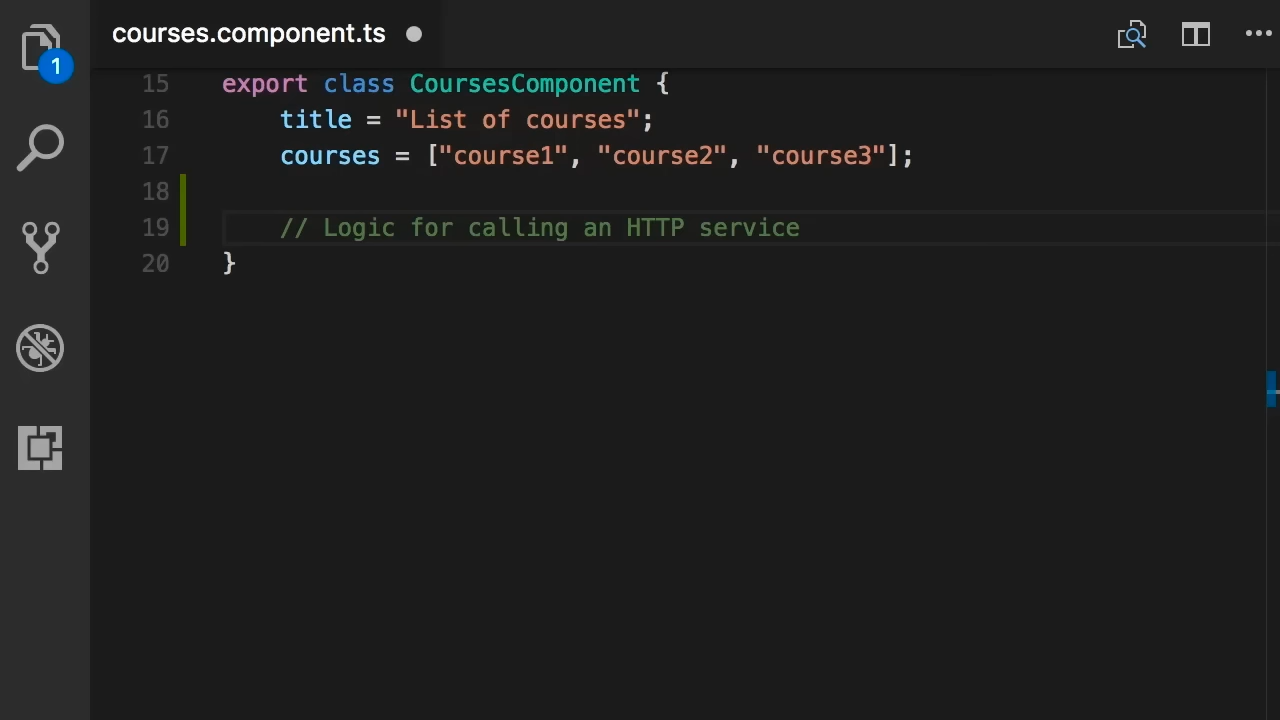 courses.component.ts
1
15 export class CoursesComponent {
16 title = "List of courses";
17 courses = ["course1", "course2", "course3"];
18
19 // Logic for calling an HTTP service
20 }